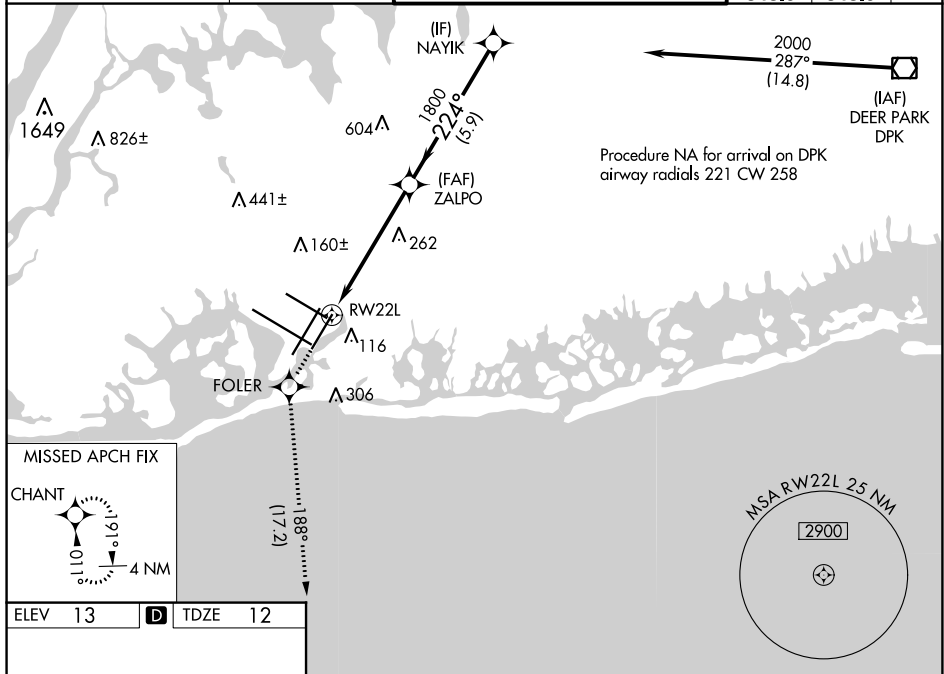 (IF)
NAYIK
2000
287°
(14.8)
(IAF)
DEER PARK
DPK
1649
826±
604
1800
224°
(5.9)
Procedure NA for arrival on DPK
airway radials 221 CW 258
(FAF)
ZALPO
441±
160±
262
RW22L
116
FOLER
306
MISSED APCH FIX
CHANT
191°
011°
4 NM
188°
(17.2)
MSA RW22L 25 NM
2900
ELEV 13 D TDZE 12